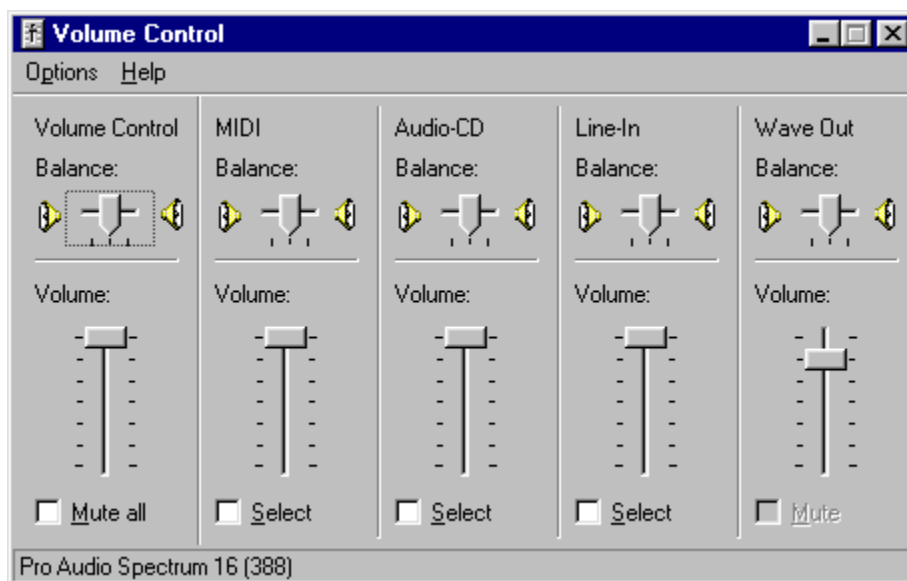 Volume Control
Options Help
Volume Control MIDI Audio-CD Line-In Wave Out
Balance: Balance: Balance: Balance: Balance:
Volume: Volume: Volume: Volume: Volume:
Mute all Select Select Select Mute
Pro Audio Spectrum 16 (388)